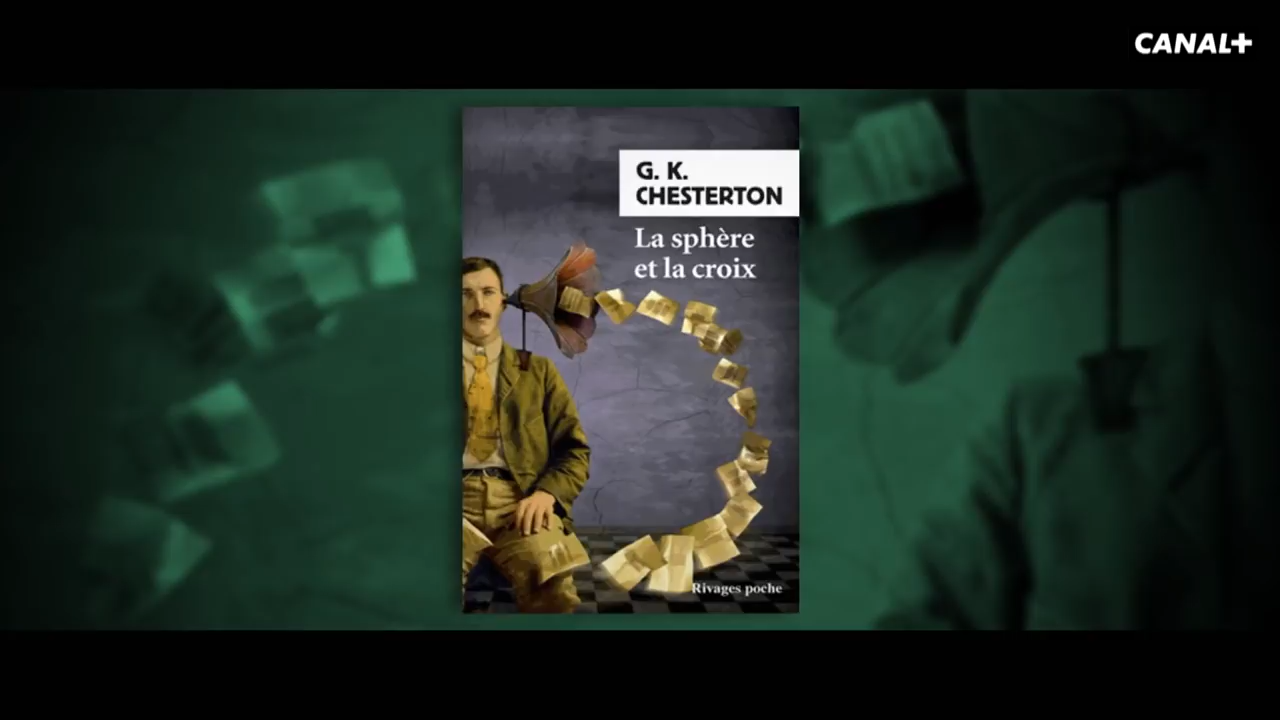 CANAL+
G. K.
CHESTERTON
La sphère
et la croix
Rivages poche